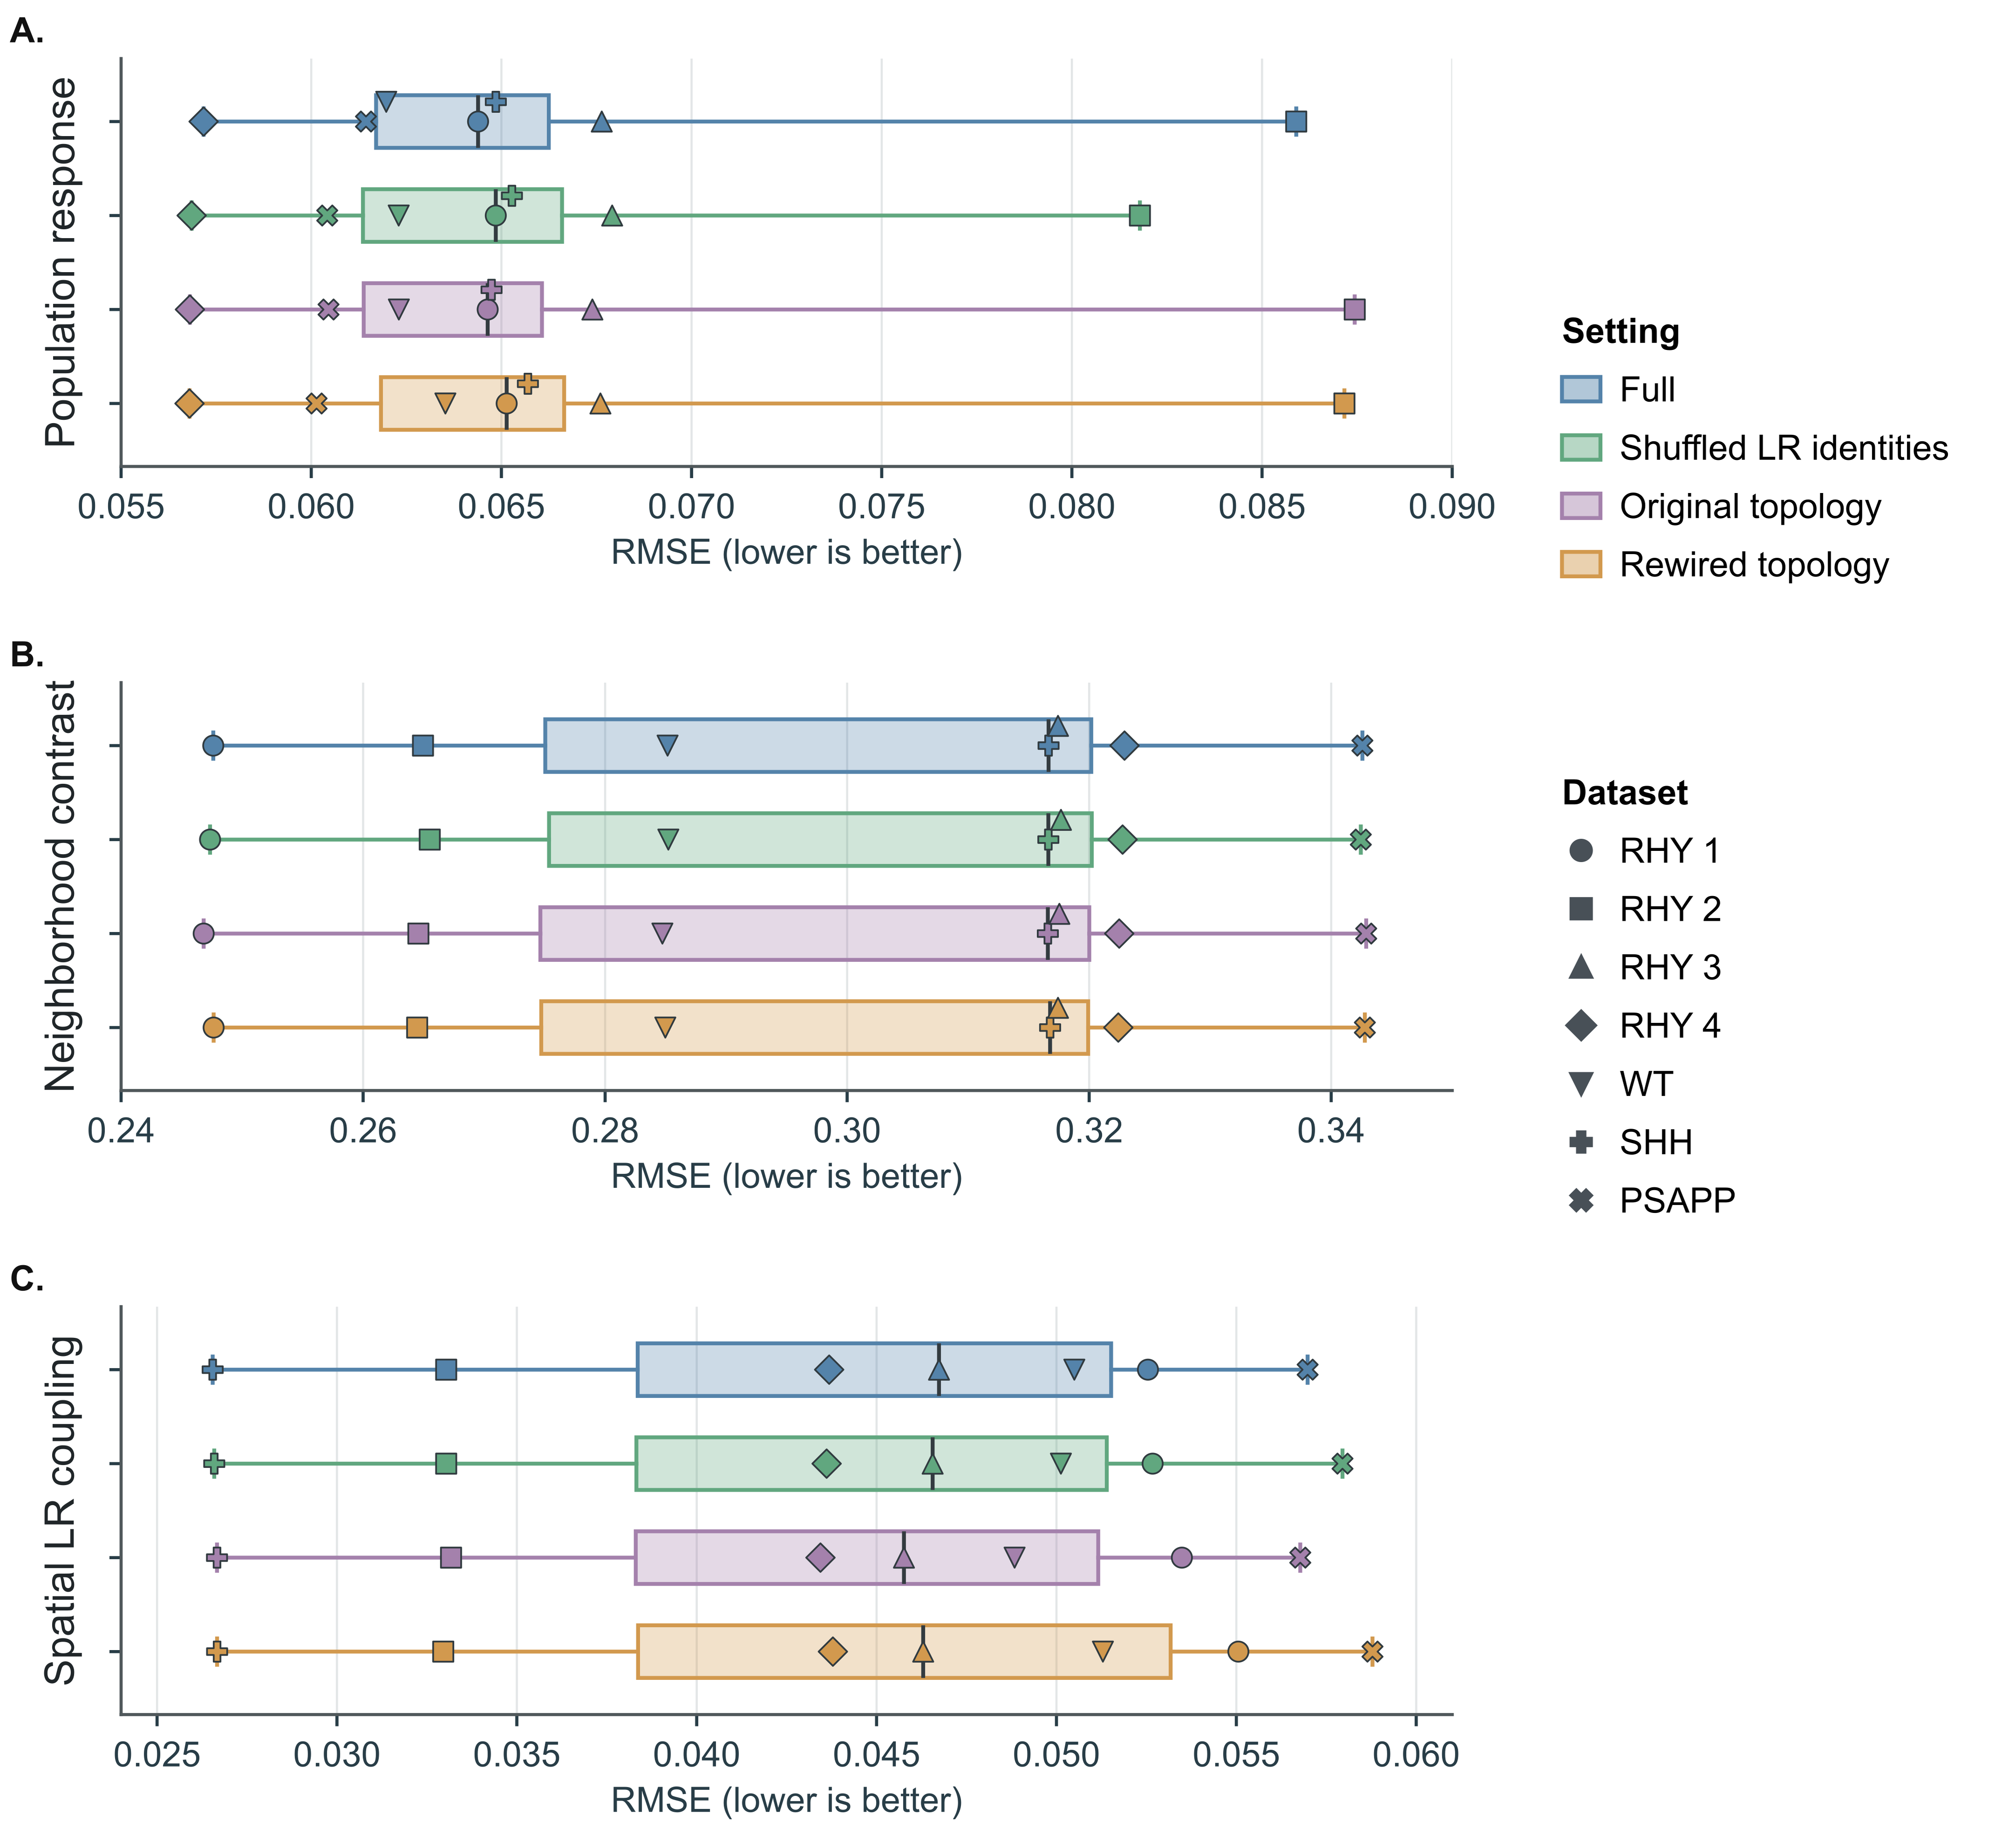 A.
Population response
0.055 0.060 0.065 0.070 0.075 0.080 0.085 0.090
RMSE (lower is better)
Setting
Full
Shuffled LR identities
Original topology
Rewired topology
B.
Neighborhood contrast
0.24 0.26 0.28 0.30 0.32 0.34
RMSE (lower is better)
Dataset
RHY 1
RHY 2
RHY 3
RHY 4
WT
SHH
PSAPP
C.
Spatial LR coupling
0.025 0.030 0.035 0.040 0.045 0.050 0.055 0.060
RMSE (lower is better)